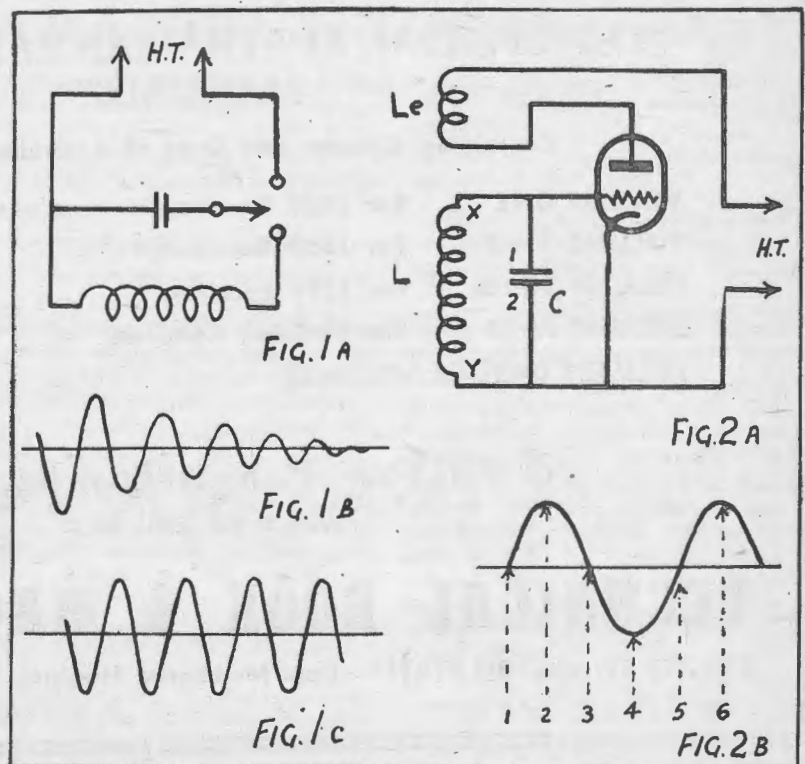 H.T.
FIG. 1A
FIG. 1B
FIG. 1C
Le
L
X
Y
1
2
C
H.T.
FIG. 2A
1 2 3 4 5 6
FIG. 2B